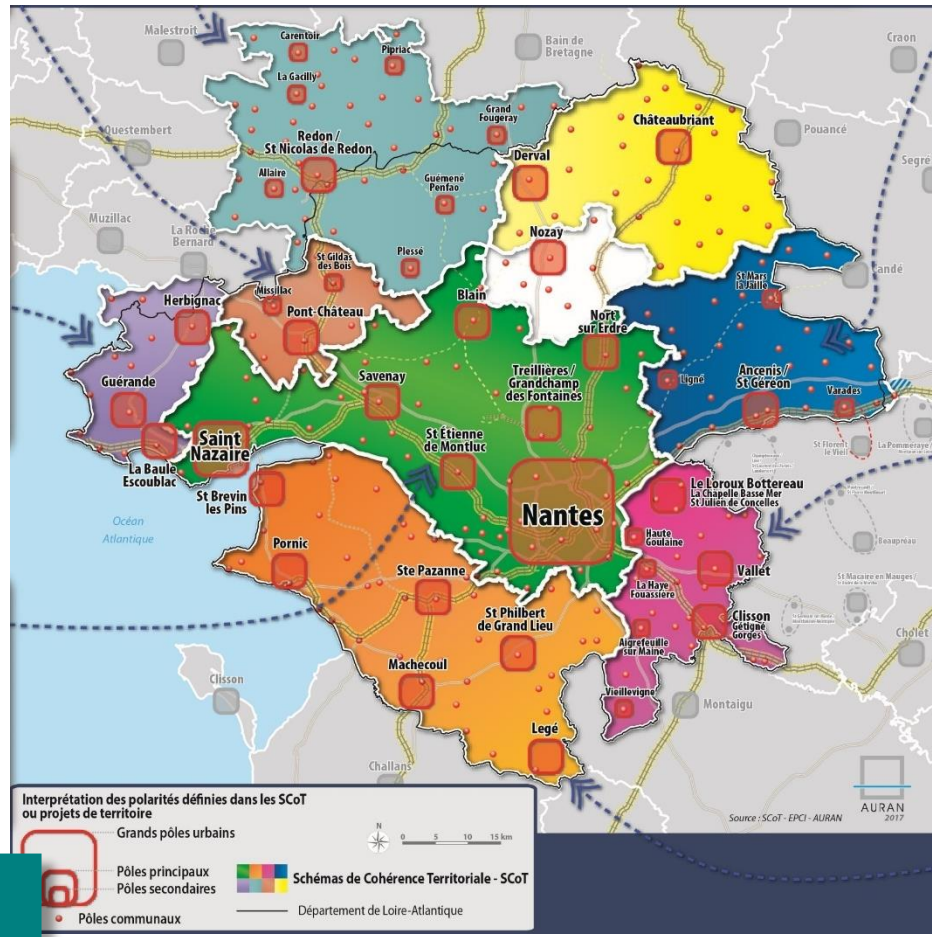 Malestroit
Carentoir
Pipriac
Bain de
Bretagne
Craon
La Gacilly
Grand
Fougeray
Châteaubriant
Questembert
Redon /
St Nicolas de Redon
Derval
Pouancé
Segré
Allaire
Guémené
Penfao
Muzillac
La Roche
Bernard
Nozay
St Gildas
des Bois
Plessé
Missillac
Herbignac
Pont-Château
Blain
Nort
sur Erdre
St Mars
la Jaille
Candé
Guérande
Savenay
Treillières /
Grandchamp
des Fontaines
Ligné
Ancenis /
St Géréon
Varades
Saint
Nazaire
St Étienne
de Montluc
St Florent
le Vieil
La Pommeraye
La Baule
Escoublac
St Brevin
les Pins
Nantes
Le Loroux Bottereau
La Chapelle Basse Mer
St Julien de Concelles
Océan
Atlantique
Haute
Goulaine
Beaupréau
Pornic
Ste Pazanne
La Haye
Fouassière
Vallet
St Macaire en Mauges
St Philbert
de Grand Lieu
Clisson
Gétigné
Gorges
Aigrefeuille
sur Maine
Cholet
Machecoul
Clisson
Vieillevigne
Montaigu
Legé
Challans
Interprétation des polarités définies dans les SCoT
ou projets de territoire
Grands pôles urbains
Pôles principaux
Pôles secondaires
Pôles communaux
N
0 5 10 15 km
Schémas de Cohérence Territoriale - SCoT
Département de Loire-Atlantique
AURAN
2017
Source : SCoT - EPCI - AURAN